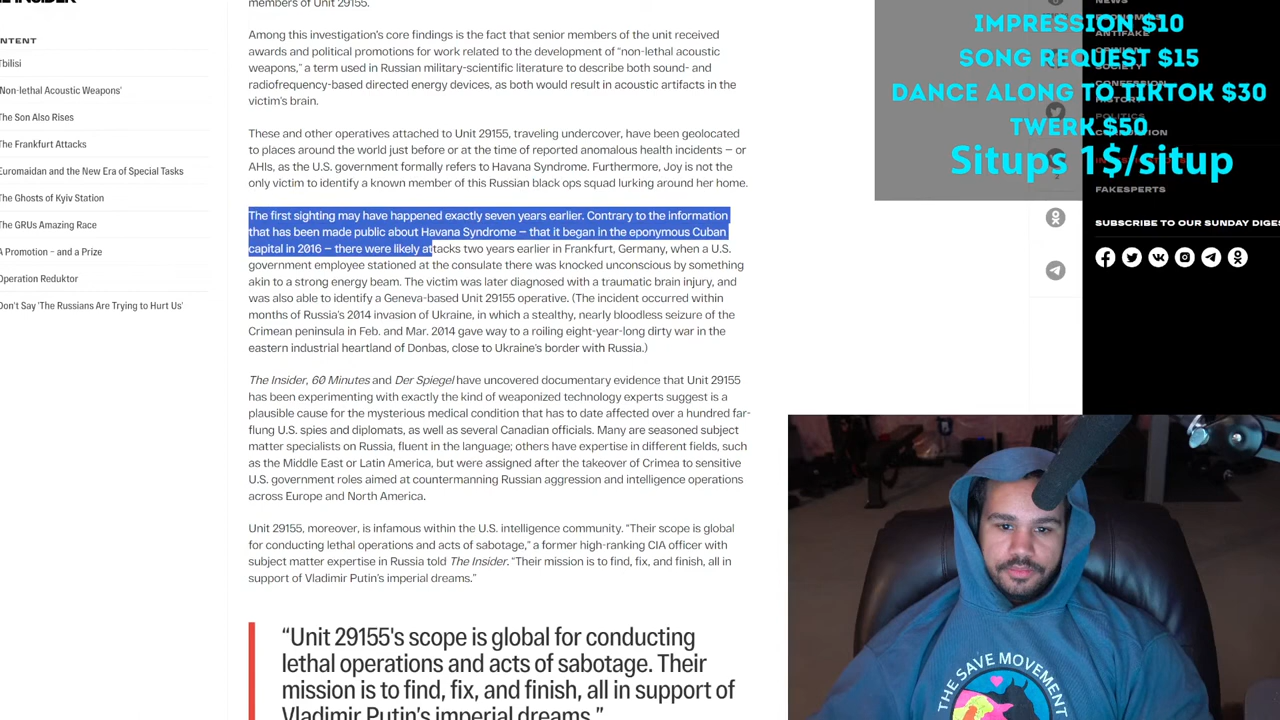 E INSIDER
NTENT
Tbilisi
'Non-lethal Acoustic Weapons'
The Son Also Rises
The Frankfurt Attacks
Euromaidan and the New Era of Special Tasks
The Ghosts of Kyiv Station
The GRUs Amazing Race
A Promotion – and a Prize
Operation Reduktor
Don't Say 'The Russians Are Trying to Hurt Us'
members of Unit 29155.
Among this investigation's core findings is the fact that senior members of the unit received
awards and political promotions for work related to the development of "non-lethal acoustic
weapons," a term used in Russian military-scientific literature to describe both sound- and
radiofrequency-based directed energy devices, as both would result in acoustic artifacts in the
victim's brain.
These and other operatives attached to Unit 29155, traveling undercover, have been geolocated
to places around the world just before or at the time of reported anomalous health incidents — or
AHIs, as the U.S. government formally refers to Havana Syndrome. Furthermore, Joy is not the
only victim to identify a known member of this Russian black ops squad lurking around her home.
The first sighting may have happened exactly seven years earlier. Contrary to the information
that has been made public about Havana Syndrome – that it began in the eponymous Cuban
capital in 2016 – there were likely attacks two years earlier in Frankfurt, Germany, when a U.S.
government employee stationed at the consulate there was knocked unconscious by something
akin to a strong energy beam. The victim was later diagnosed with a traumatic brain injury, and
was also able to identify a Geneva-based Unit 29155 operative. (The incident occurred within
months of Russia's 2014 invasion of Ukraine, in which a stealthy, nearly bloodless seizure of the
Crimean peninsula in Feb. and Mar. 2014 gave way to a roiling eight-year-long dirty war in the
eastern industrial heartland of Donbas, close to Ukraine's border with Russia.)
The Insider, 60 Minutes and Der Spiegel have uncovered documentary evidence that Unit 29155
has been experimenting with exactly the kind of weaponized technology experts suggest is a
plausible cause for the mysterious medical condition that has to date affected over a hundred far-
flung U.S. spies and diplomats, as well as several Canadian officials. Many are seasoned subject
matter specialists on Russia, fluent in the language; others have expertise in different fields, such
as the Middle East or Latin America, but were assigned after the takeover of Crimea to sensitive
U.S. government roles aimed at countermanning Russian aggression and intelligence operations
across Europe and North America.
Unit 29155, moreover, is infamous within the U.S. intelligence community. "Their scope is global
for conducting lethal operations and acts of sabotage," a former high-ranking CIA officer with
subject matter expertise in Russia told The Insider. "Their mission is to find, fix, and finish, all in
support of Vladimir Putin's imperial dreams."
"Unit 29155's scope is global for conducting
lethal operations and acts of sabotage. Their
mission is to find, fix, and finish, all in support of
Vladimir Putin's imperial dreams."
IMPRESSION $10
SONG REQUEST $15
DANCE ALONG TO TIKTOK $30
TWERK $50
Situps 1$/situp
NEWS
ANTIFAKE
OPINION
SOCIETY
CONFESSION
HISTORY
POLITICS
FAKESPERTS
SUBSCRIBE TO OUR SUNDAY DIGES
THE SAVE MOVEMENT